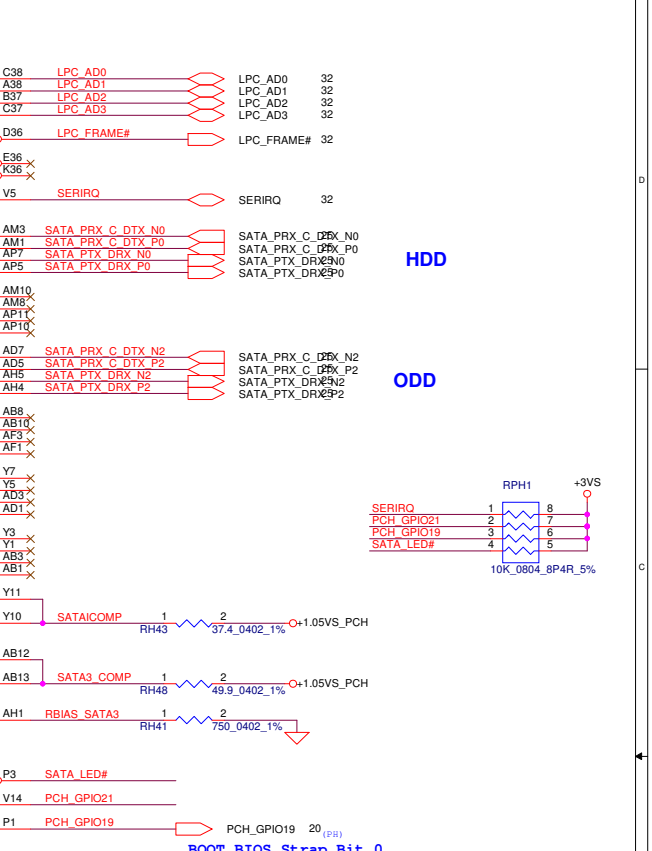 C38 LPC_AD0 LPC_AD0 32
A38 LPC_AD1 LPC_AD1 32
B37 LPC_AD2 LPC_AD2 32
C37 LPC_AD3 LPC_AD3 32
D36 LPC_FRAME# LPC_FRAME# 32
E36
K36
V5 SERIRQ SERIRQ 32
AM3 SATA_PRX_C_DTX_N0 SATA_PRX_C_DTX_N0 25
AM1 SATA_PRX_C_DTX_P0 SATA_PRX_C_DTX_P0 25
AP7 SATA_PTX_DRX_N0 SATA_PTX_DRX_N0 25
AP5 SATA_PTX_DRX_P0 SATA_PTX_DRX_P0 25
HDD
AM10
AM8
AP11
AP10
AD7 SATA_PRX_C_DTX_N2 SATA_PRX_C_DTX_N2 25
AD5 SATA_PRX_C_DTX_P2 SATA_PRX_C_DTX_P2 25
AH5 SATA_PTX_DRX_N2 SATA_PTX_DRX_N2 25
AH4 SATA_PTX_DRX_P2 SATA_PTX_DRX_P2 25
ODD
AB8
AB10
AF3
AF1
Y7
Y5
AD3
AD1
Y3
Y1
AB3
AB1
RPH1 +3VS
SERIRQ 1 8
PCH_GPIO21 2 7
PCH_GPIO19 3 6
SATA_LED# 4 5
10K_0804_8P4R_5%
Y11
Y10 SATAICOMP 1 2 +1.05VS_PCH
RH43 37.4_0402_1%
AB12
AB13 SATA3_COMP 1 2 +1.05VS_PCH
RH48 49.9_0402_1%
AH1 RBIAS_SATA3 1 2
RH41 750_0402_1%
P3 SATA_LED#
V14 PCH_GPIO21
P1 PCH_GPIO19 PCH_GPIO19 20 (PH)
BOOT BIOS Strap Bit 0
D
C